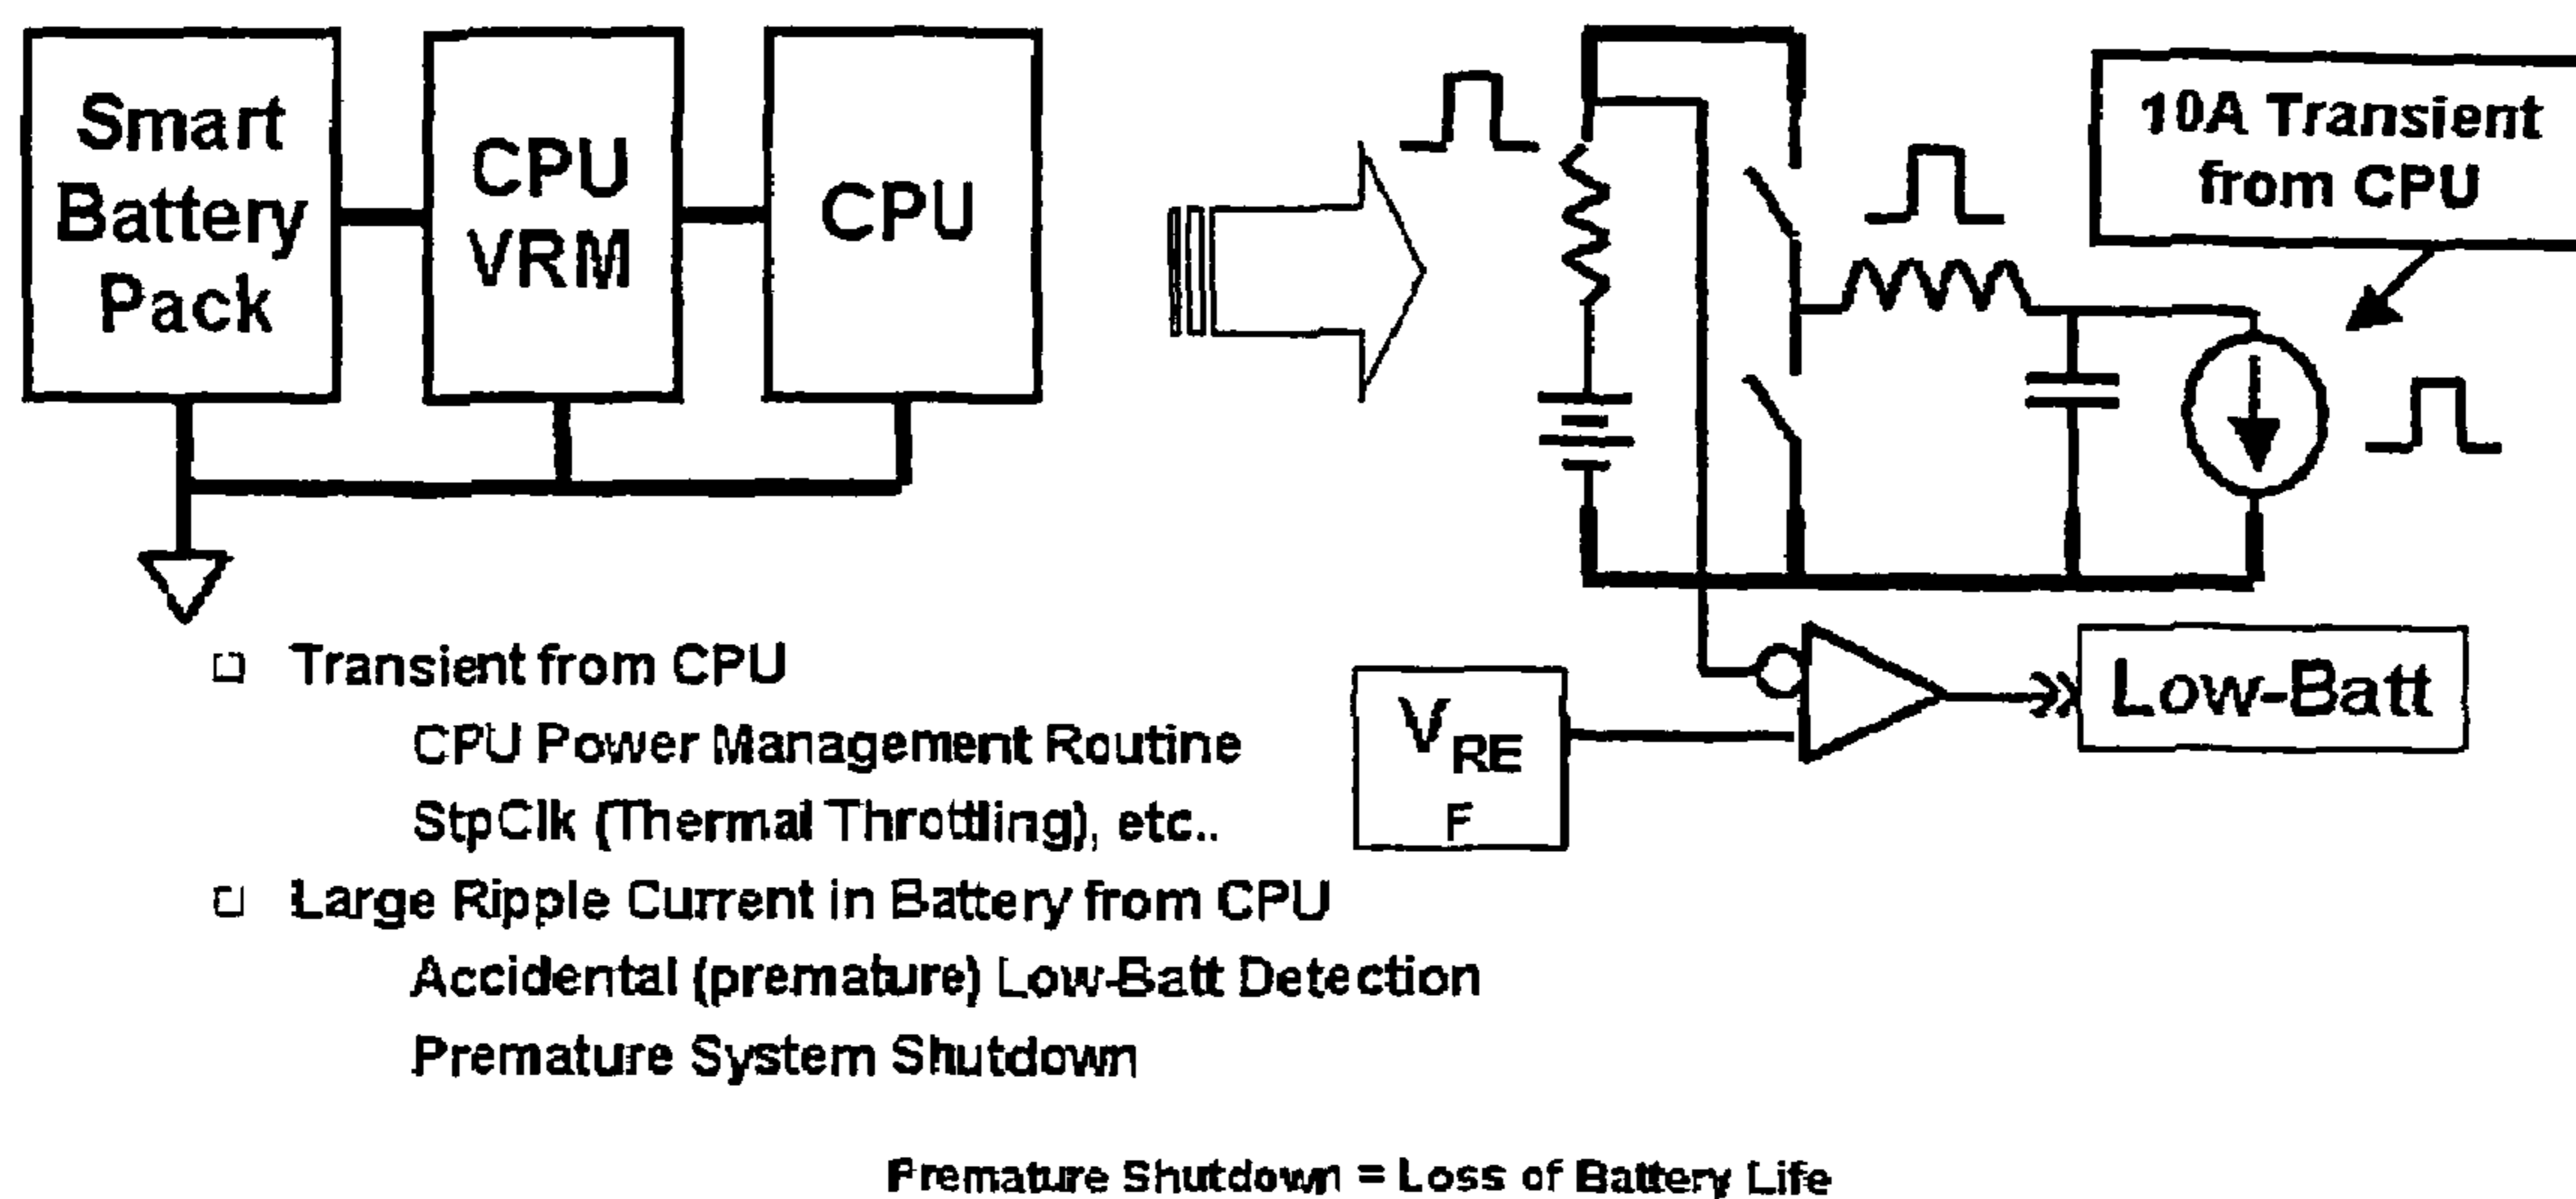 Smart
Battery
Pack
CPU
VRM
CPU
10A Transient
from CPU
VRE
F
Low-Batt
□ Transient from CPU
CPU Power Management Routine
StpClk (Thermal Throttling), etc..
□ Large Ripple Current in Battery from CPU
Accidental (premature) Low-Batt Detection
Premature System Shutdown
Premature Shutdown = Loss of Battery Life